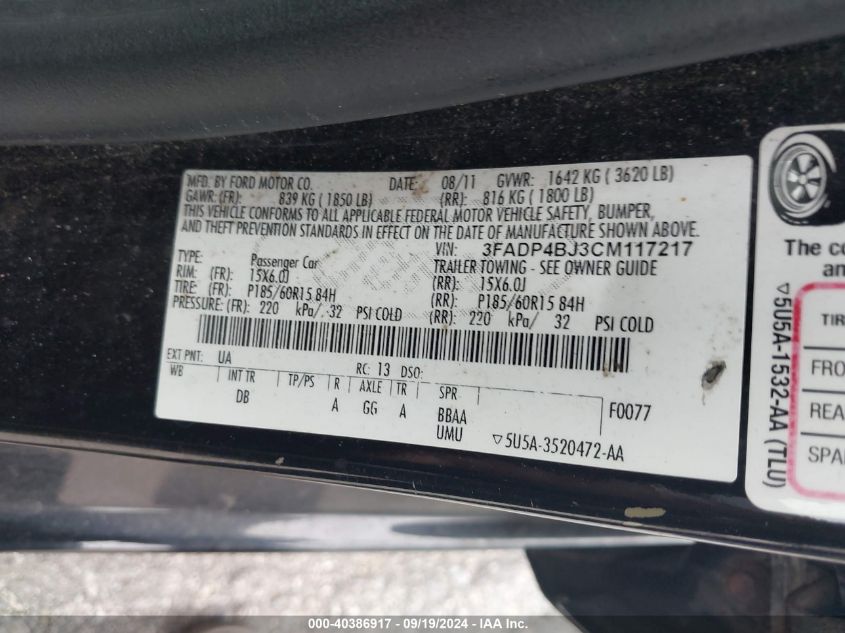 MFD. BY FORD MOTOR CO. DATE: 08/11 GVWR: 1642 KG ( 3620 LB)
GAWR: (FR): 839 KG ( 1850 LB) (RR): 816 KG ( 1800 LB)
THIS VEHICLE CONFORMS TO ALL APPLICABLE FEDERAL MOTOR VEHICLE SAFETY, BUMPER,
AND THEFT PREVENTION STANDARDS IN EFFECT ON THE DATE OF MANUFACTURE SHOWN ABOVE.
VIN: 3FADP4BJ3CM117217
TYPE: Passenger Car TRAILER TOWING - SEE OWNER GUIDE
RIM: (FR): 15X6.0J (RR): 15X6.0J
TIRE: (FR): P185/60R15 84H (RR): P185/60R15 84H
PRESSURE: (FR): 220 kPa/ 32 PSI COLD (RR): 220 kPa/ 32 PSI COLD
EXT PNT: UA RC: 13 DSO:
WB INT TR TP/PS R AXLE TR SPR
DB A GG A BBAA F0077
UMU ▽5U5A-3520472-AA
The co
an
TIR
FRO
REA
SPA
▽5U5A-1532-AA (TLU)
000-40386917 - 09/19/2024 - IAA Inc.